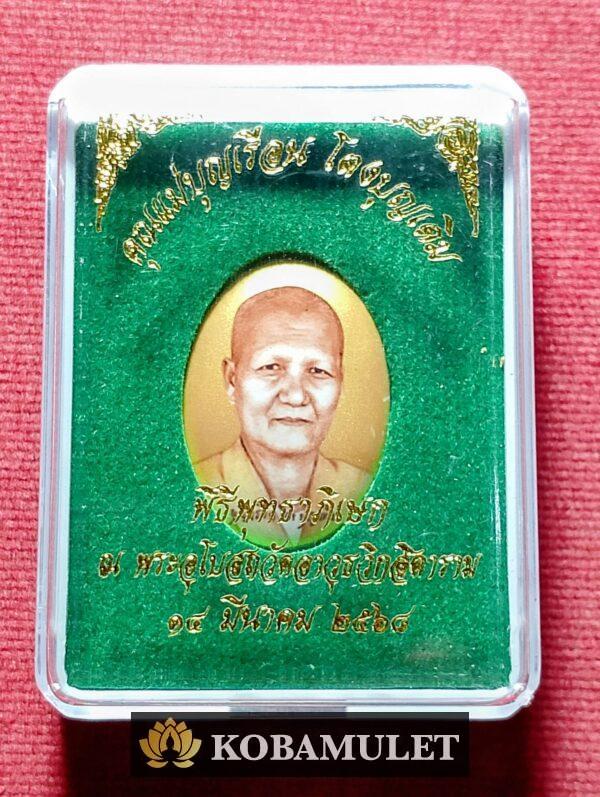 คุณแม่บุญเรือน โตงบุญเติม
พิธีพุทธาภิเษก
ณ พระอุโบสถวัดอาวุธวิกสิตาราม
๑๔ มีนาคม ๒๕๖๘
KOBAMULET